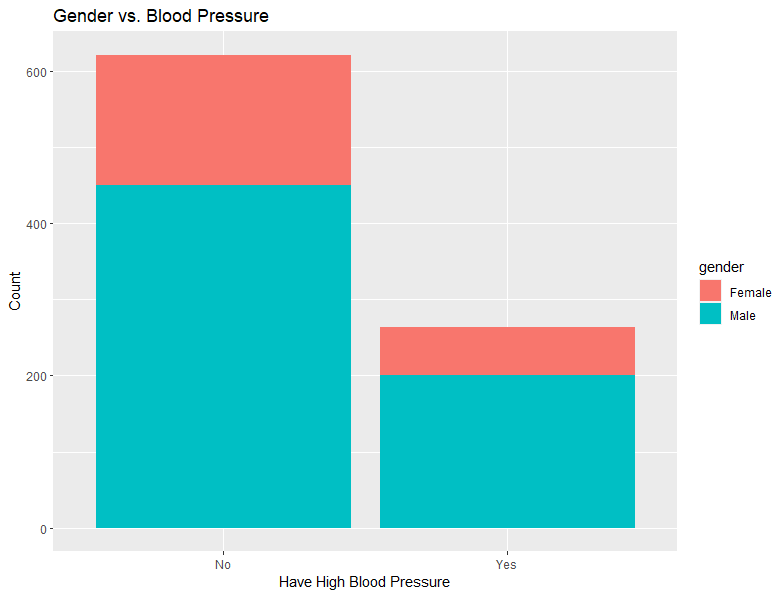 Gender vs. Blood Pressure
Count
600
400
200
0
No
Yes
Have High Blood Pressure
gender
Female
Male